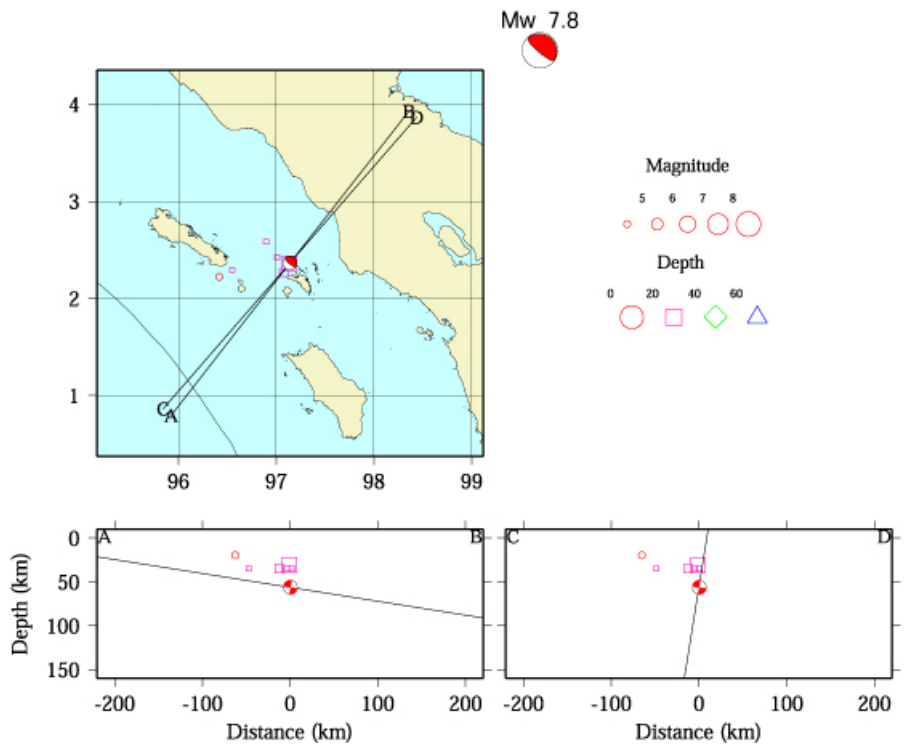 Mw 7.8
4
3
2
1
96 97 98 99
B
D
C
A
Magnitude
5 6 7 8
Depth
0 20 40 60
A B
C D
0
50
100
150
Depth (km)
-200 -100 0 100 200
Distance (km)
-200 -100 0 100 200
Distance (km)